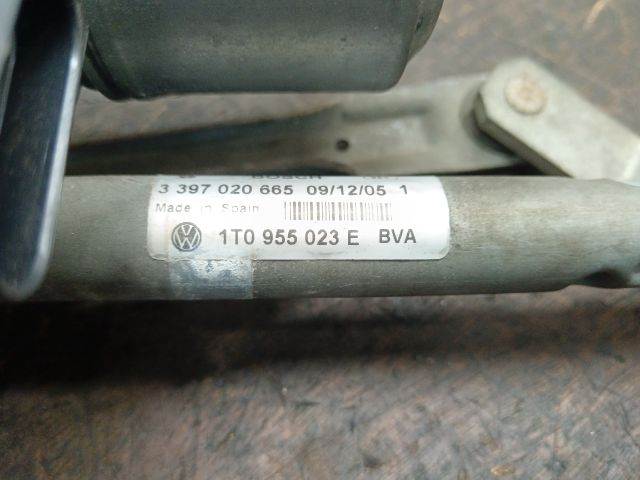 BOSCH
3 397 020 665 09/12/05 1
Made in Spain
1T0 955 023 E BVA